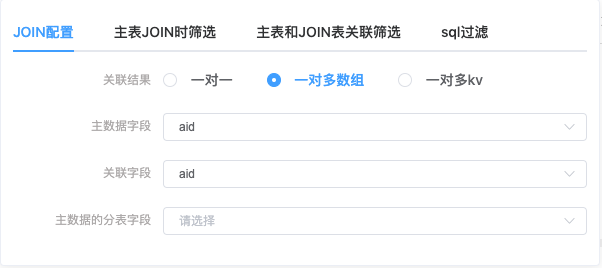 JOIN配置 主表JOIN时筛选 主表和JOIN表关联筛选 sql过滤
关联结果 一对一 一对多数组 一对多kv
主数据字段 aid
关联字段 aid
主数据的分表字段 请选择